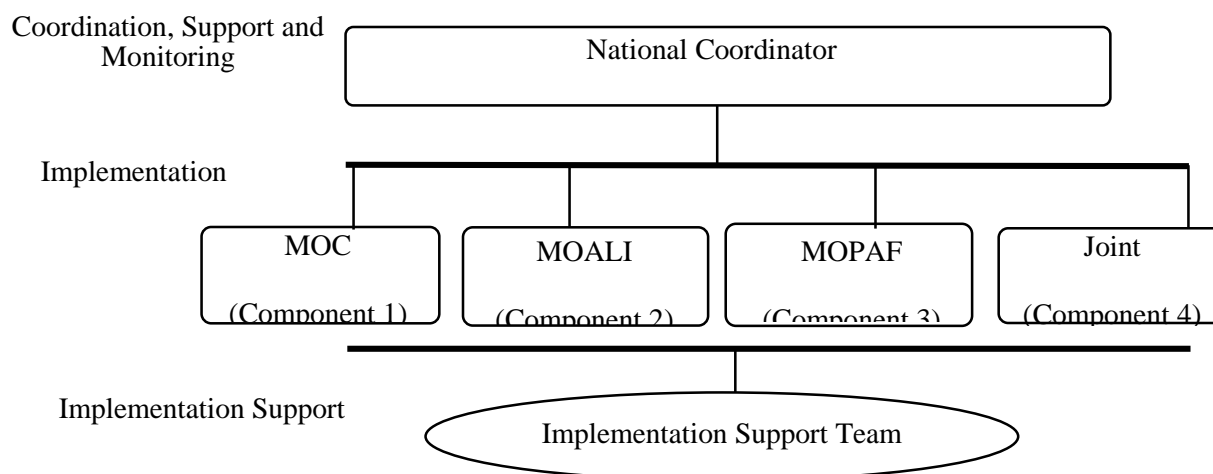 Coordination, Support and
Monitoring
National Coordinator
Implementation
MOC
(Component 1)
MOALI
(Component 2)
MOPAF
(Component 3)
Joint
(Component 4)
Implementation Support
Implementation Support Team